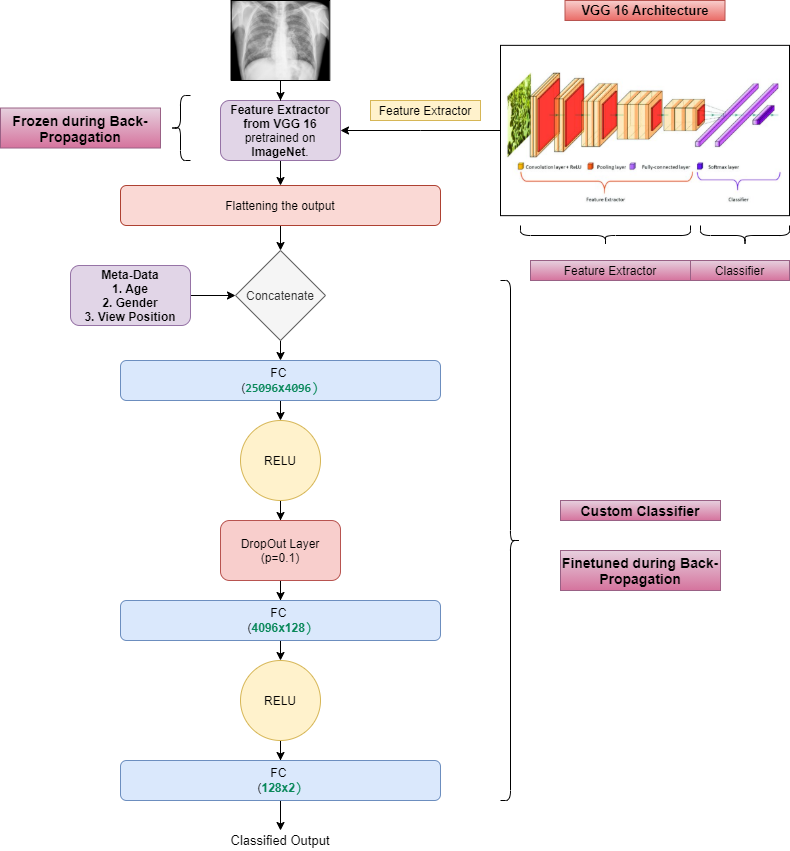 VGG 16 Architecture
Feature Extractor
from VGG 16
pretrained on
ImageNet.
Feature Extractor
Frozen during Back-
Propagation
Convolution layer + ReLU
Pooling layer
Fully-connected layer
Softmax layer
Feature Extractor
Classifier
Flattening the output
Feature Extractor
Classifier
Meta-Data
1. Age
2. Gender
3. View Position
Concatenate
FC
(25096x4096)
RELU
Custom Classifier
DropOut Layer
(p=0.1)
Finetuned during Back-
Propagation
FC
(4096x128)
RELU
FC
(128x2)
Classified Output